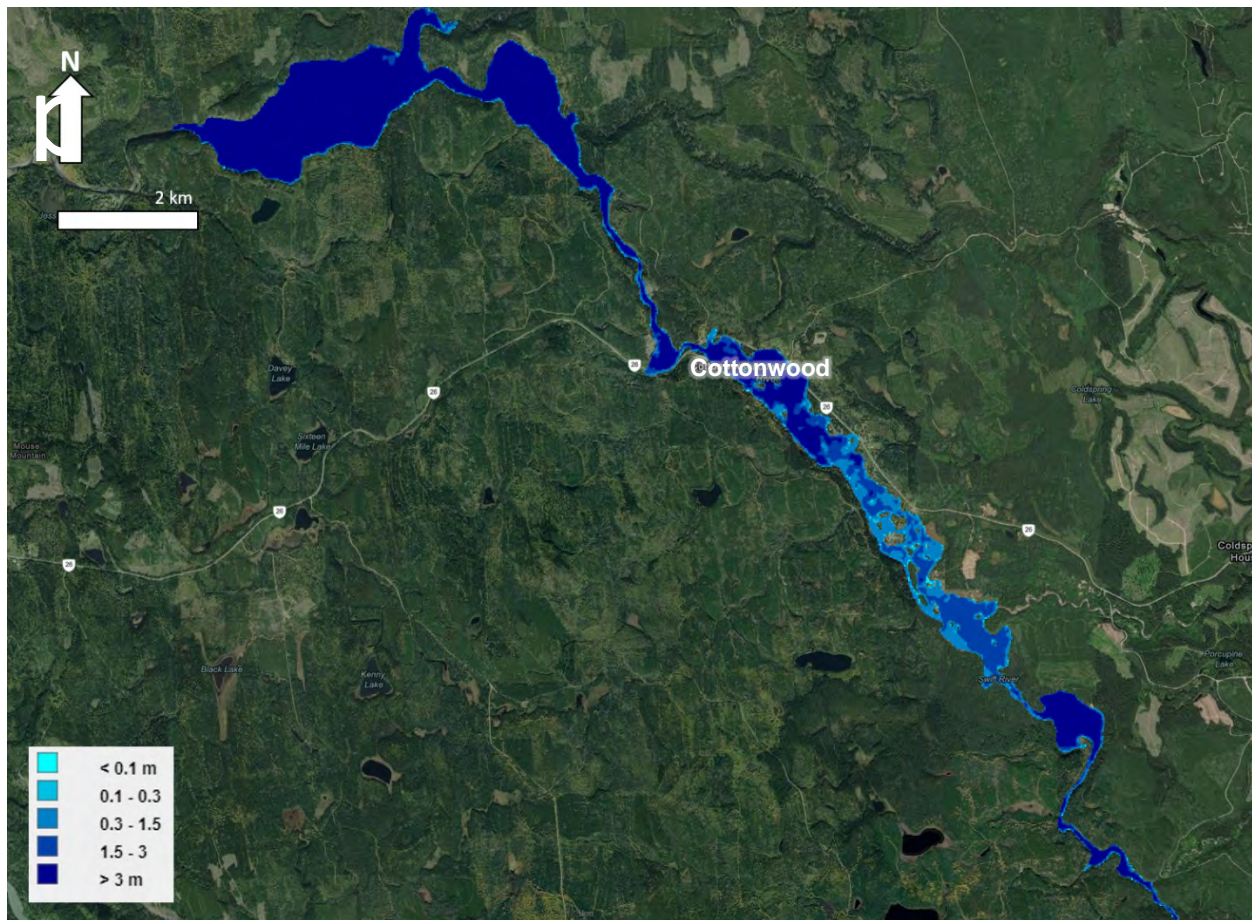 N
2 km
Davey
Lake
26
Cottonwood
26
26
Coldspring
Lake
Sixteen
Mile Lake
Mouse
Mountain
26
26
26
Black Lake
Kenny
Lake
Swift River
Porcupine
Lake
< 0.1 m
0.1 - 0.3
0.3 - 1.5
1.5 - 3
> 3 m